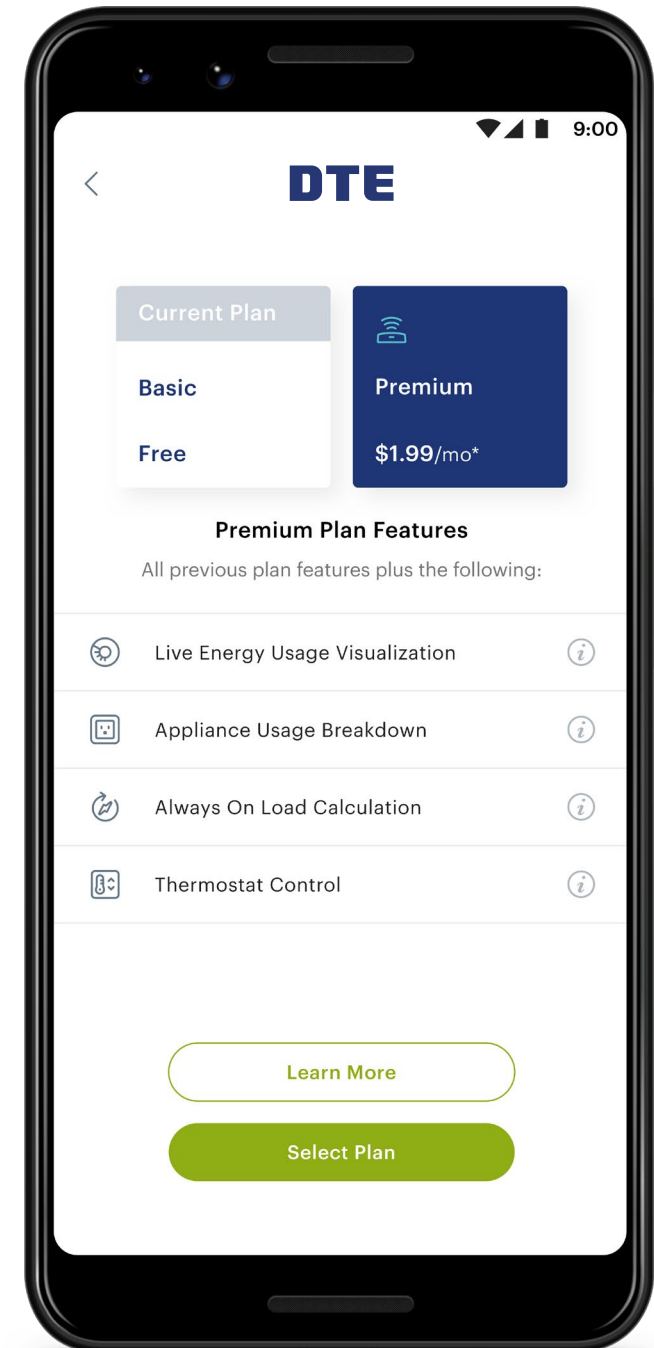 9:00
DTE
Current Plan
Basic
Free
Premium
$1.99/mo*
Premium Plan Features
All previous plan features plus the following:
Live Energy Usage Visualization
Appliance Usage Breakdown
Always On Load Calculation
Thermostat Control
Learn More
Select Plan